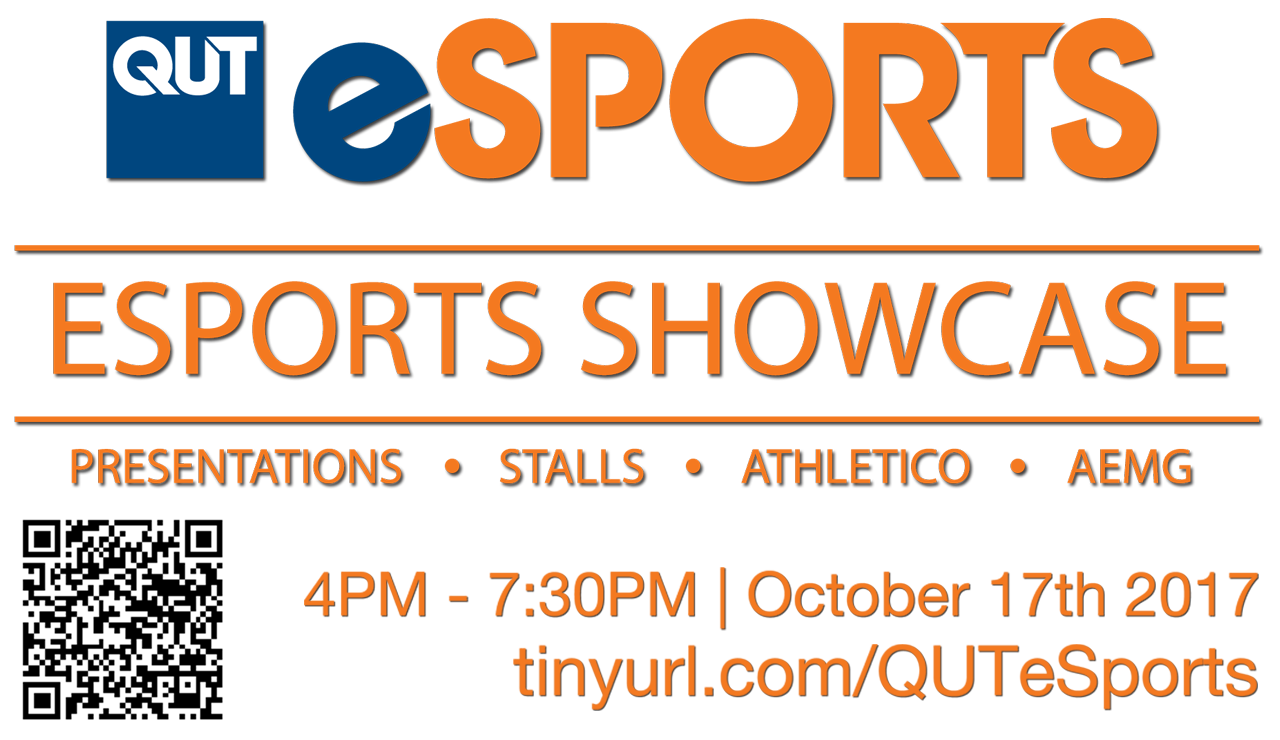 QUT eSPORTS
ESPORTS SHOWCASE
PRESENTATIONS • STALLS • ATHLETICO • AEMG
4PM - 7:30PM | October 17th 2017
tinyurl.com/QUTeSports